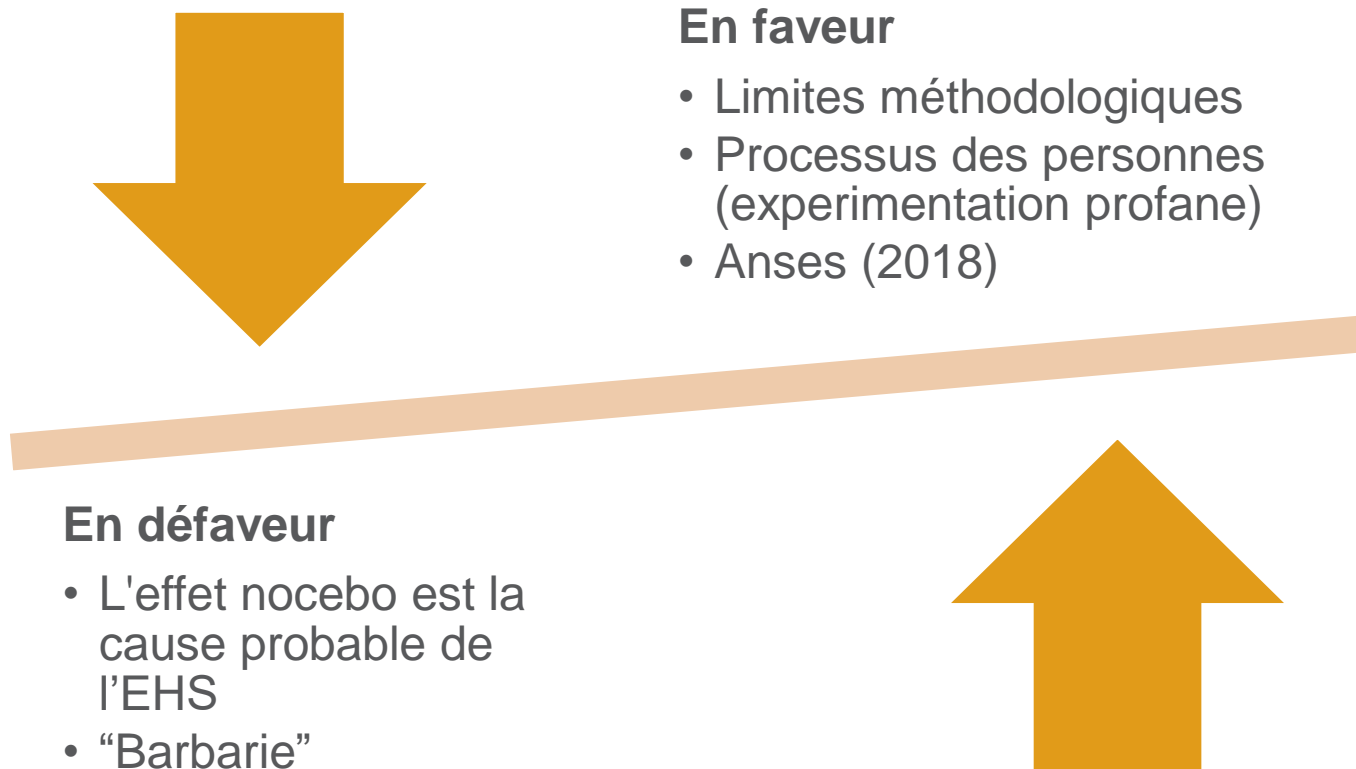 En faveur
• Limites méthodologiques
• Processus des personnes
(experimentation profane)
• Anses (2018)
En défaveur
• L'effet nocebo est la
cause probable de
l’EHS
• “Barbarie”